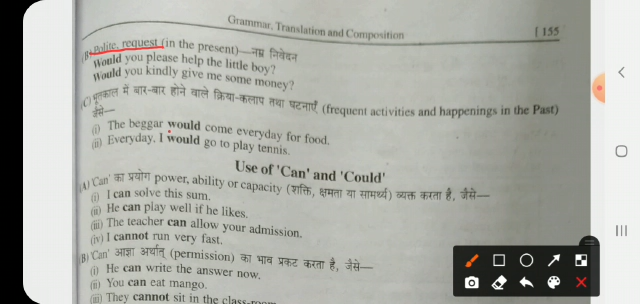 Grammar, Translation and Composition [ 155
(B) Polite, request (in the present)—नम्र निवेदन
Would you please help the little boy?
Would you kindly give me some money?
(C) भूतकाल में बार-बार होने वाले क्रिया-कलाप तथा घटनाएँ (frequent activities and happenings in the Past)
जैसे—
(i) The beggar would come everyday for food.
(ii) Everyday, I would go to play tennis.
Use of 'Can' and 'Could'
(A) 'Can' का प्रयोग power, ability or capacity (शक्ति, क्षमता या सामर्थ्य) व्यक्त करता है, जैसे—
(i) I can solve this sum.
(ii) He can play well if he likes.
(iii) The teacher can allow your admission.
(iv) I cannot run very fast.
(B) 'Can' आज्ञा अर्थात् (permission) का भाव प्रकट करता है, जैसे—
(i) He can write the answer now.
(ii) You can eat mango.
(iii) They cannot sit in the class-room